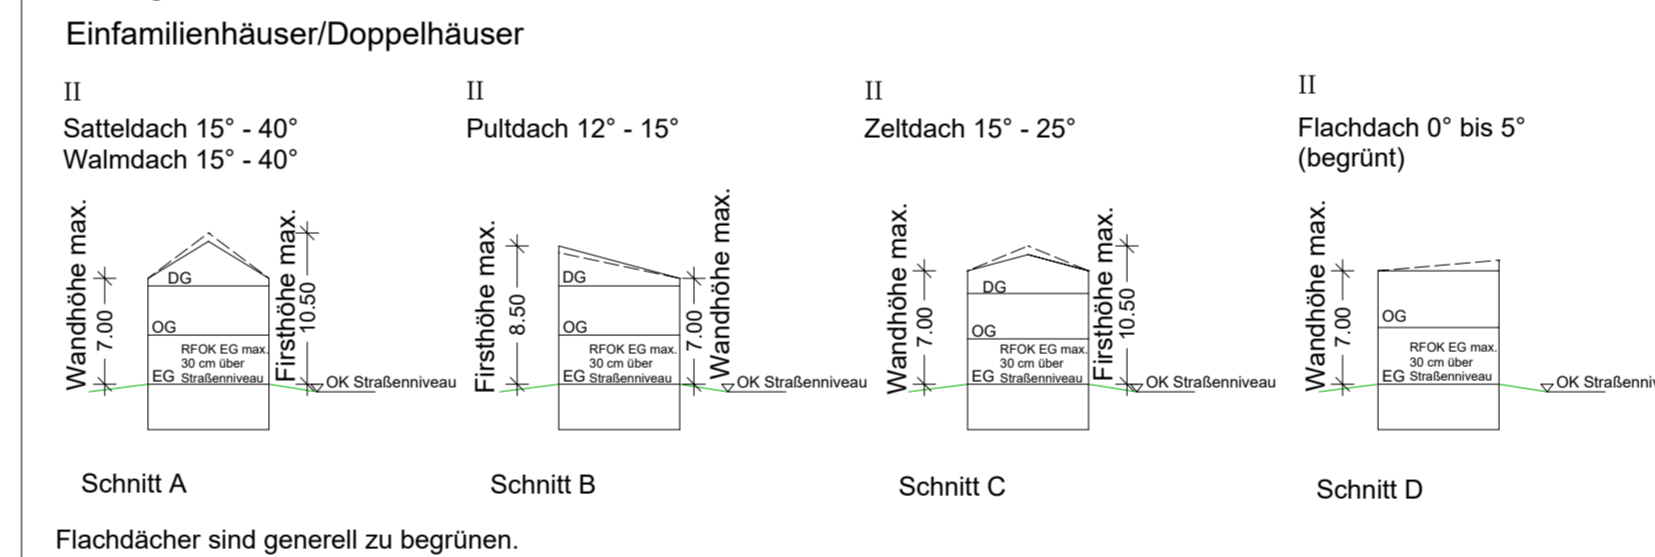 Einfamilienhäuser/Doppelhäuser
II
Satteldach 15° - 40°
Walmdach 15° - 40°
Wandhöhe max.
7.00
DG
OG
RFOK EG max.
30 cm über
EG Straßenniveau
Firsthöhe max.
10.50
OK Straßenniveau
Schnitt A
II
Pultdach 12° - 15°
Firsthöhe max.
8.50
DG
OG
RFOK EG max.
30 cm über
EG Straßenniveau
7.00
Wandhöhe max.
OK Straßenniveau
Schnitt B
II
Zeltdach 15° - 25°
Wandhöhe max.
7.00
DG
OG
RFOK EG max.
30 cm über
EG Straßenniveau
Firsthöhe max.
10.50
OK Straßenniveau
Schnitt C
II
Flachdach 0° bis 5°
(begrünt)
Wandhöhe max.
7.00
OG
RFOK EG max.
30 cm über
EG Straßenniveau
OK Straßenniv
Schnitt D
Flachdächer sind generell zu begrünen.